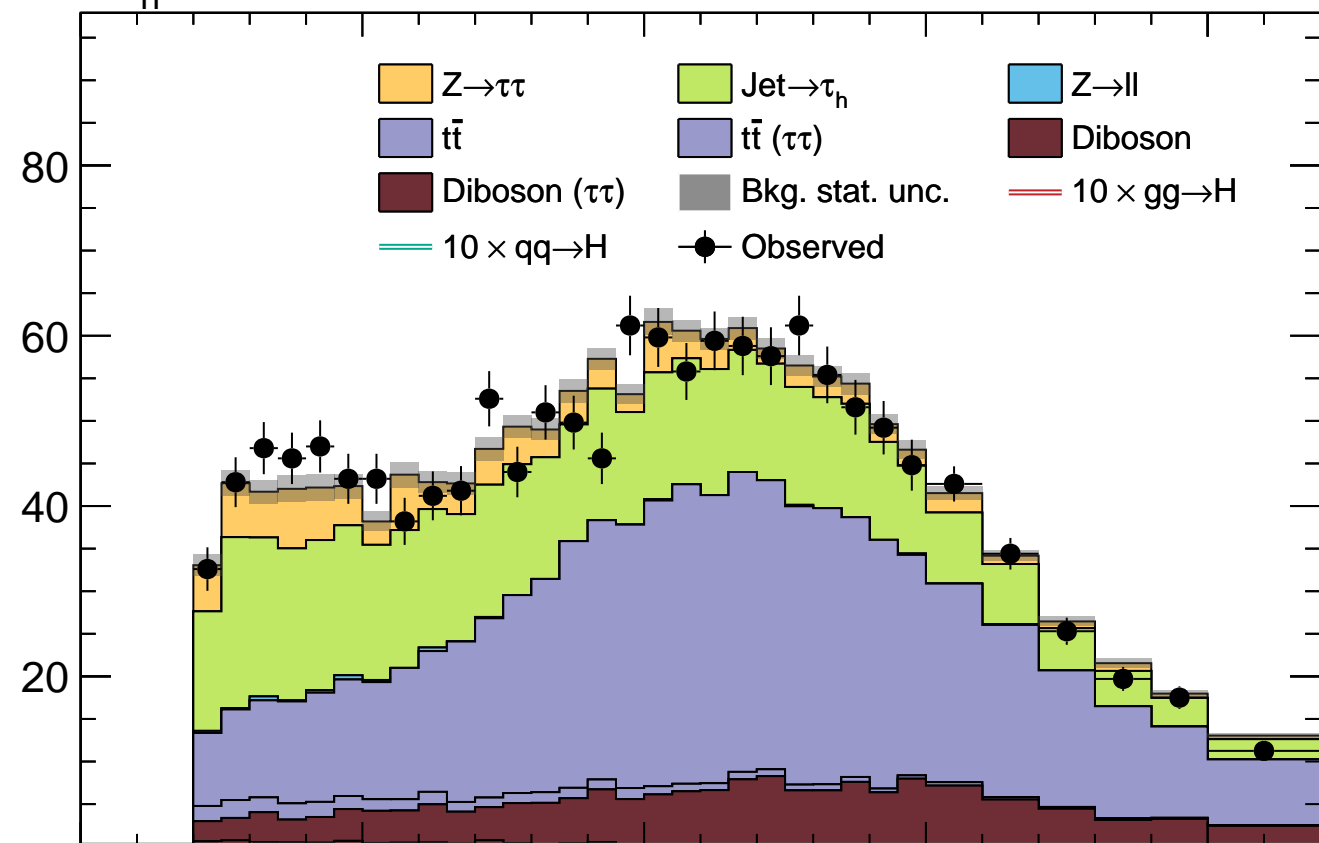 Z→ττ Jet→τh Z→ll
tt̄ tt̄ (ττ) Diboson
Diboson (ττ) Bkg. stat. unc. 10 × gg→H
10 × qq→H Observed
80
60
40
20